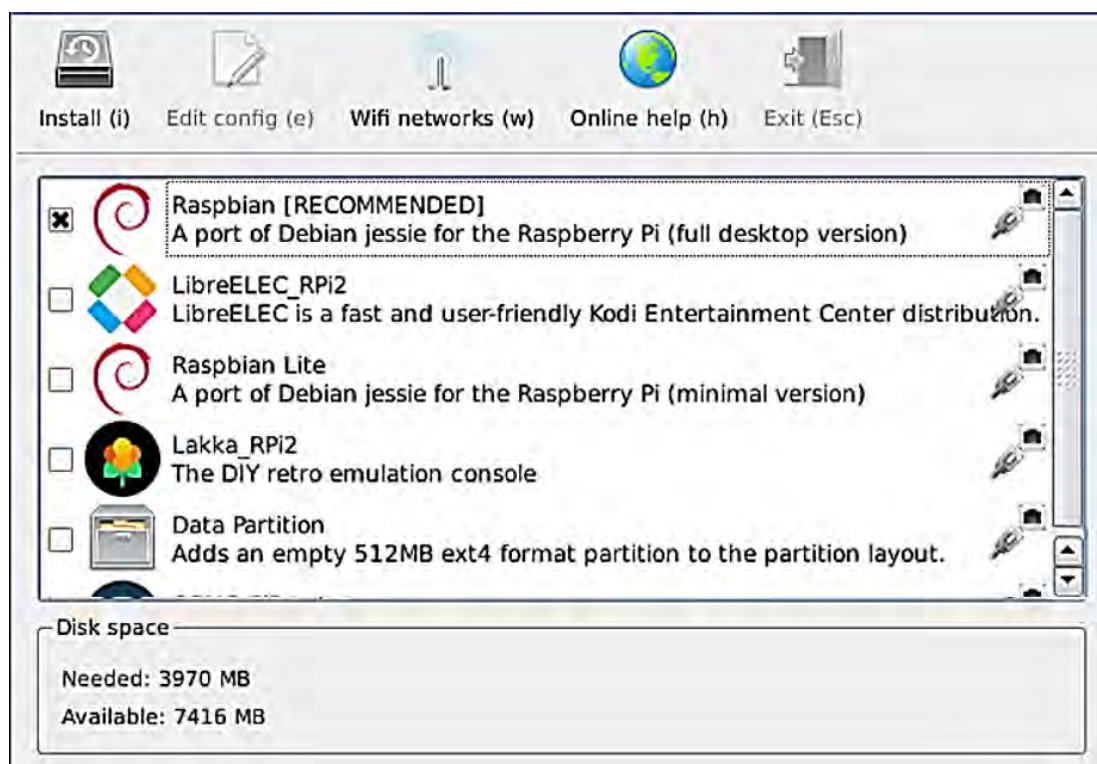 Install (i)
Edit config (e)
Wifi networks (w)
Online help (h)
Exit (Esc)
Raspbian [RECOMMENDED]
A port of Debian jessie for the Raspberry Pi (full desktop version)
LibreELEC_RPi2
LibreELEC is a fast and user-friendly Kodi Entertainment Center distribution.
Raspbian Lite
A port of Debian jessie for the Raspberry Pi (minimal version)
Lakka_RPi2
The DIY retro emulation console
Data Partition
Adds an empty 512MB ext4 format partition to the partition layout.
Disk space
Needed: 3970 MB
Available: 7416 MB